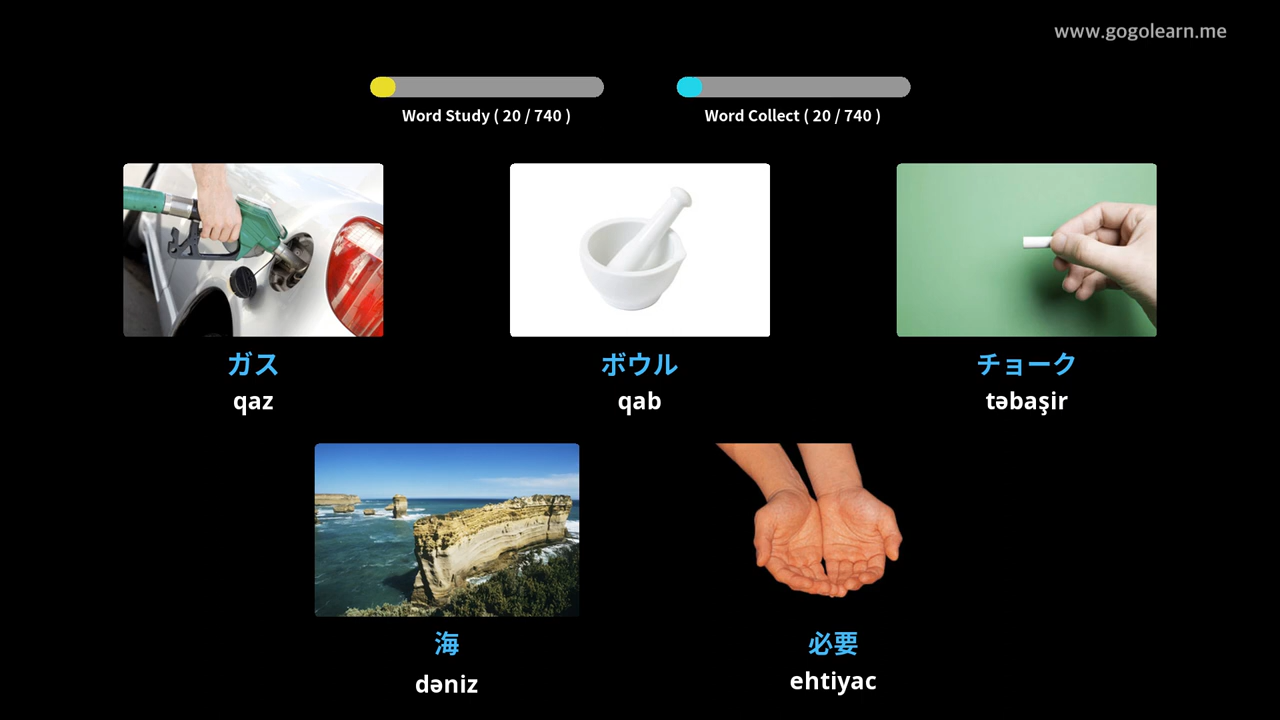 www.gogolearn.me
Word Study ( 20 / 740 )
Word Collect ( 20 / 740 )
ガス
qaz
ボウル
qab
チョーク
təbaşir
海
dəniz
必要
ehtiyac